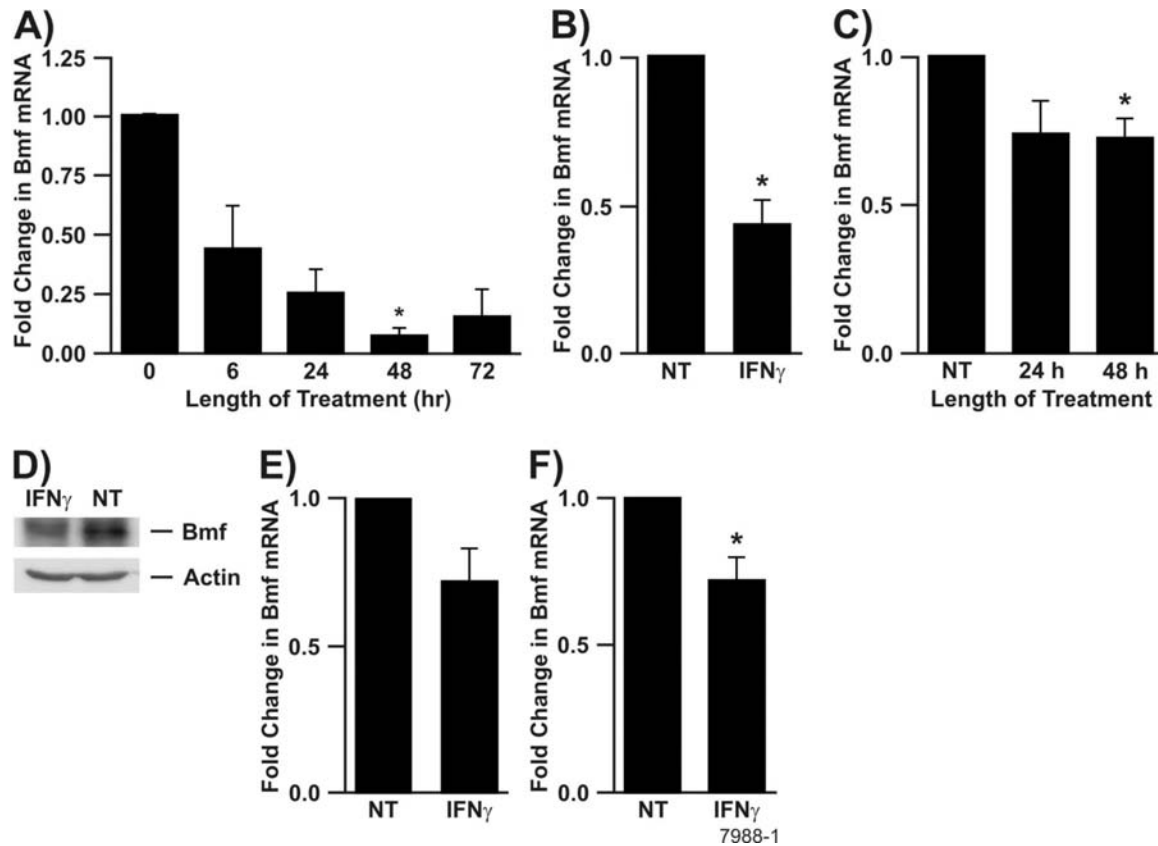 A)
Fold Change in Bmf mRNA
1.25
1.00
0.75
0.50
0.25
0.00
*
0 6 24 48 72
Length of Treatment (hr)
B)
Fold Change in Bmf mRNA
1.0
0.5
0.0
*
NT IFNγ
C)
Fold Change in Bmf mRNA
1.0
0.5
0.0
*
NT 24 h 48 h
Length of Treatment
D)
IFNγ NT
— Bmf
— Actin
E)
Fold Change in Bmf mRNA
1.0
0.5
0.0
NT IFNγ
F)
Fold Change in Bmf mRNA
1.0
0.5
0.0
*
NT IFNγ
7988-1